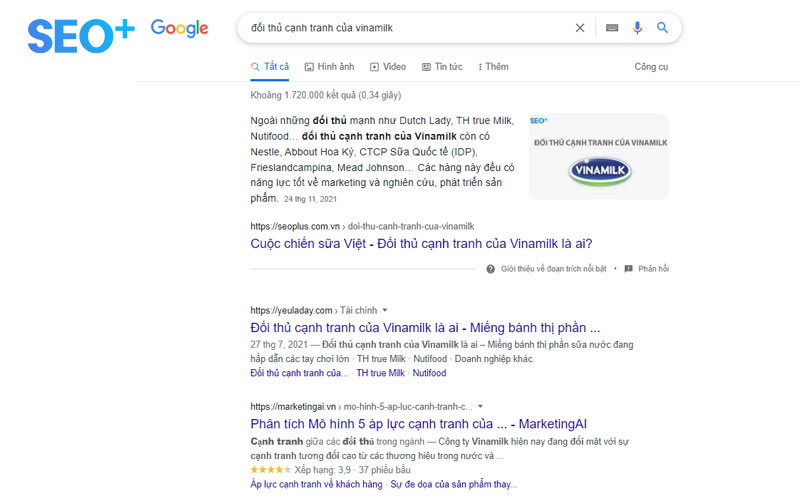 SEO+ Google đối thủ cạnh tranh của vinamilk
Tất cả Hình ảnh Video Tin tức Thêm Công cụ
Khoảng 1.720.000 kết quả (0,34 giây)
Ngoài những đối thủ mạnh như Dutch Lady, TH true Milk,
Nutifood… đối thủ cạnh tranh của Vinamilk còn có
Nestle, Abbout Hoa Kỳ, CTCP Sữa Quốc tế (IDP),
Frieslandcampina, Mead Johnson… Các hãng này đều có
năng lực tốt về marketing và nghiên cứu, phát triển sản
phẩm. 24 thg 11, 2021
SEO+
ĐỐI THỦ CẠNH TRANH CỦA VINAMILK
VINAMILK
https://seoplus.com.vn › doi-thu-canh-tranh-cua-vinamilk
Cuộc chiến sữa Việt - Đối thủ cạnh tranh của Vinamilk là ai?
Giới thiệu về đoạn trích nổi bật • Phản hồi
https://yeuladay.com › Tài chính
Đối thủ cạnh tranh của Vinamilk là ai - Miếng bánh thị phần ...
27 thg 7, 2021 — Đối thủ cạnh tranh của Vinamilk là ai – Miếng bánh thị phần sữa nước đang
hấp dẫn các tay chơi lớn · TH true Milk · Nutifood · Doanh nghiệp khác.
Đối thủ cạnh tranh của... · TH true Milk · Nutifood
https://marketingai.vn › mo-hinh-5-ap-luc-canh-tranh-c...
Phân tích Mô hình 5 áp lực cạnh tranh của ... - MarketingAI
Cạnh tranh giữa các đối thủ trong ngành — Công ty Vinamilk hiện nay đang đối mặt với sự
cạnh tranh tương đối cao từ các thương hiệu trong nước và ...
Xếp hạng: 3,9 · 37 phiếu bầu
Áp lực cạnh tranh về khách hàng · Sự đe dọa của sản phẩm thay...